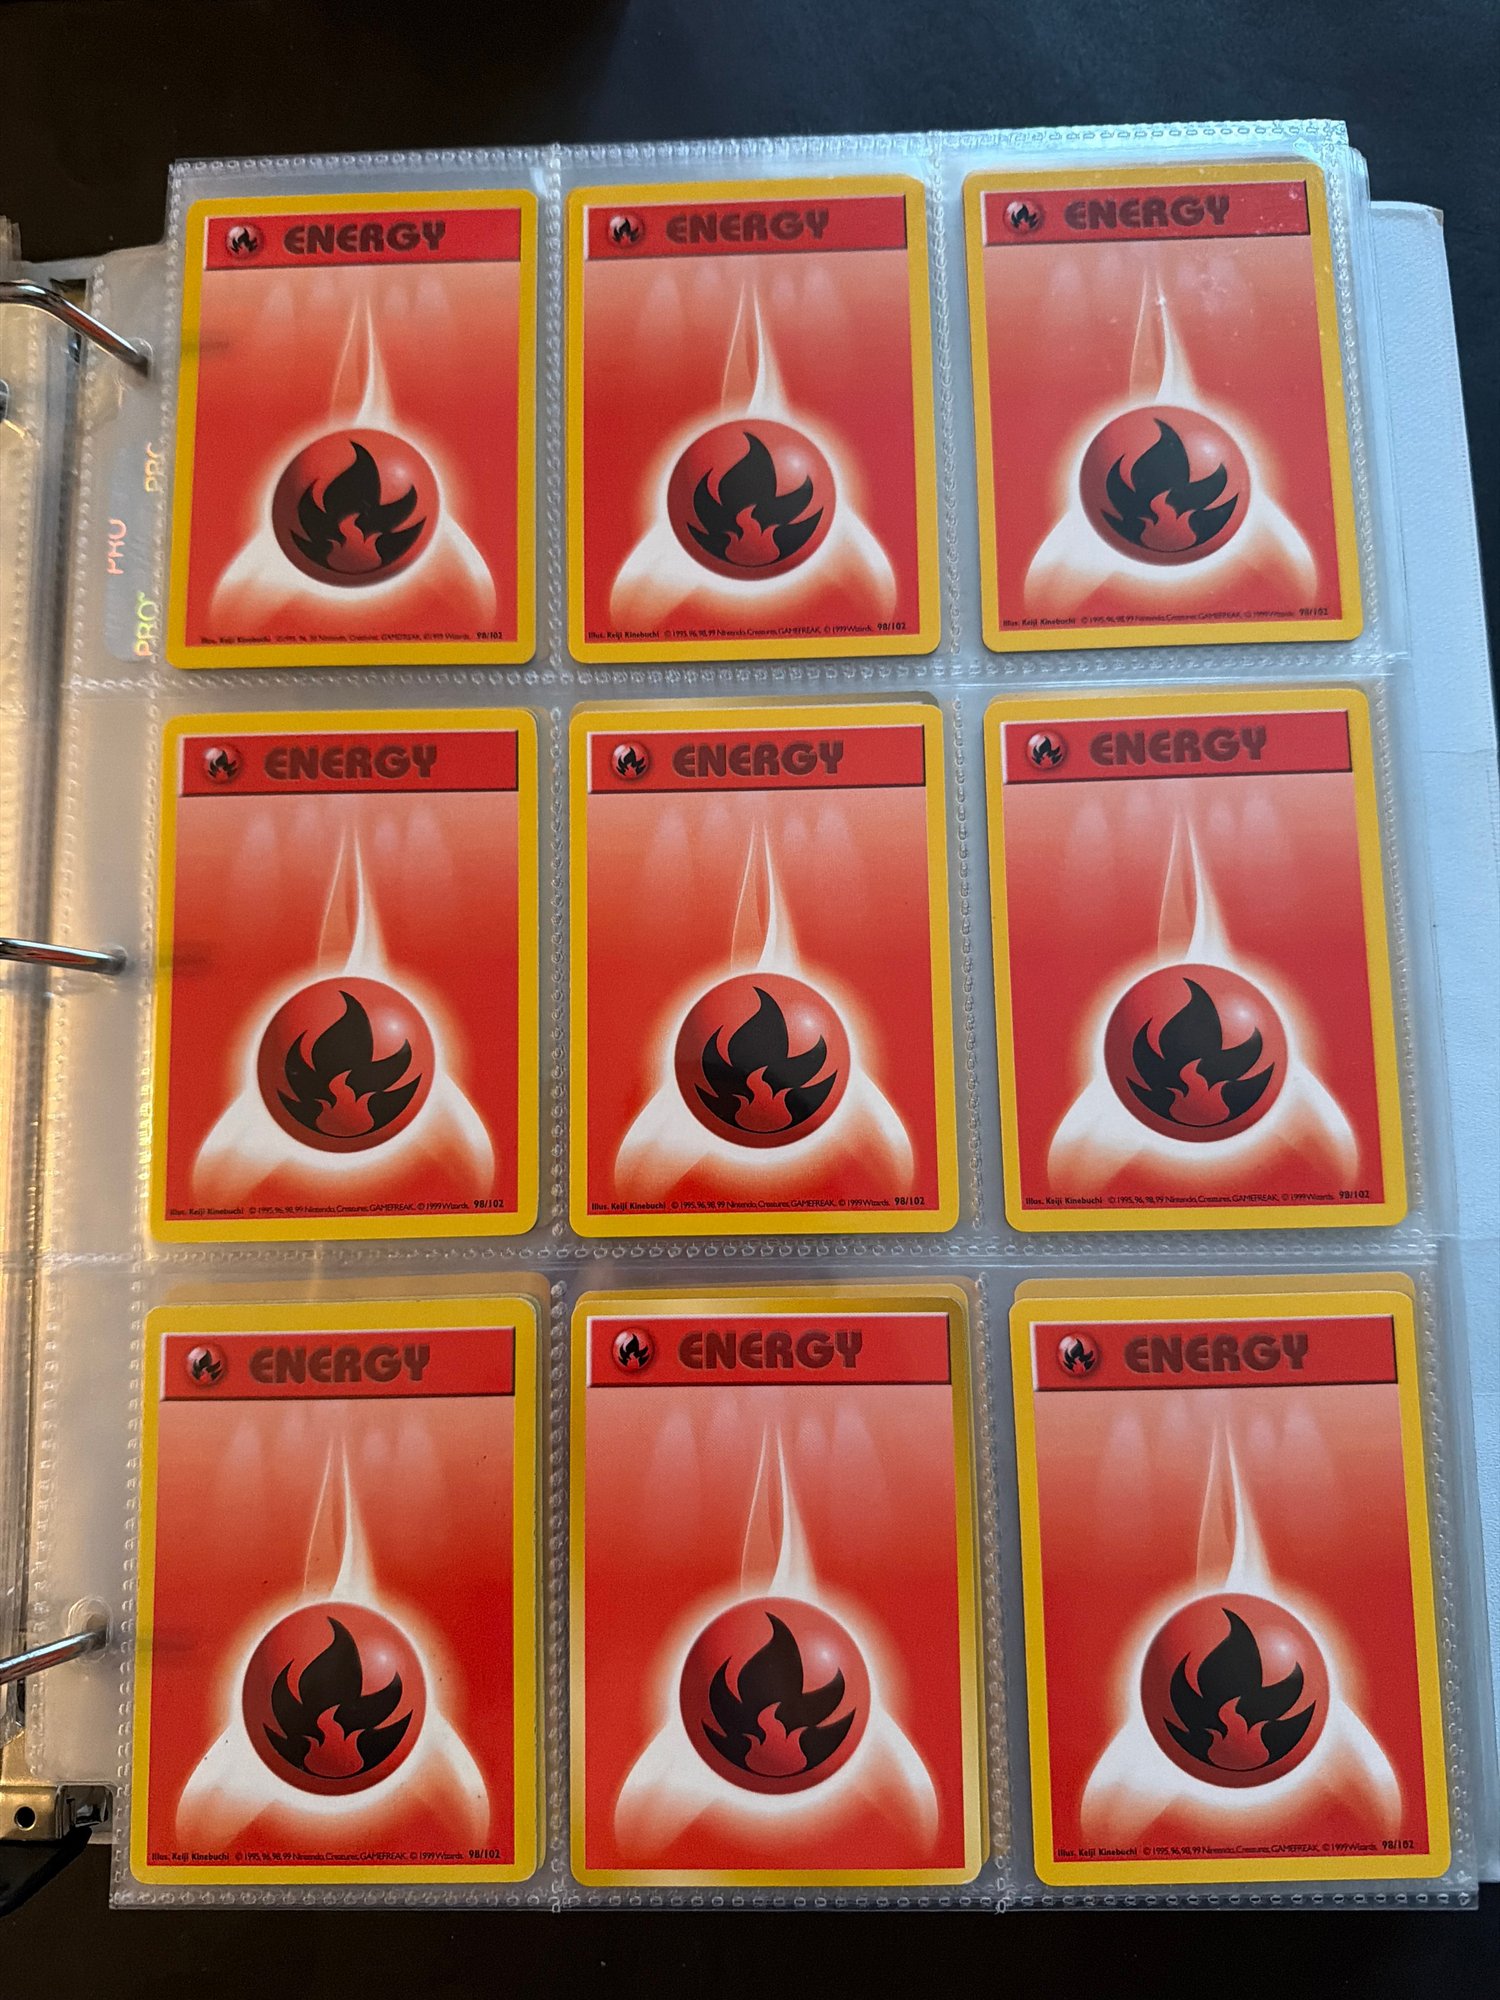 ENERGY
ENERGY
ENERGY
PRO
PRO
PRO
Illus. Keiji Kinebuchi ©1995, 96, 98 Nintendo, Creatures, GAMEFREAK. ©1999 Wizards. 98/102
Illus. Keiji Kinebuchi © 1995, 96, 98, 99 Nintendo, Creatures, GAMEFREAK. © 1999 Wizards. 98/102
Illus. Keiji Kinebuchi © 1995, 96, 98, 99 Nintendo, Creatures, GAMEFREAK. © 1999 Wizards. 98/102
ENERGY
ENERGY
ENERGY
Illus. Keiji Kinebuchi © 1995, 96, 98, 99 Nintendo, Creatures, GAMEFREAK. © 1999 Wizards. 98/102
Illus. Keiji Kinebuchi © 1995, 96, 98, 99 Nintendo, Creatures, GAMEFREAK. © 1999 Wizards. 98/102
Illus. Keiji Kinebuchi © 1995, 96, 98, 99 Nintendo, Creatures, GAMEFREAK. © 1999 Wizards. 98/102
ENERGY
ENERGY
ENERGY
Illus. Keiji Kinebuchi © 1995, 96, 98, 99 Nintendo, Creatures, GAMEFREAK. © 1999 Wizards. 98/102
Illus. Keiji Kinebuchi © 1995, 96, 98, 99 Nintendo, Creatures, GAMEFREAK. © 1999 Wizards. 98/102